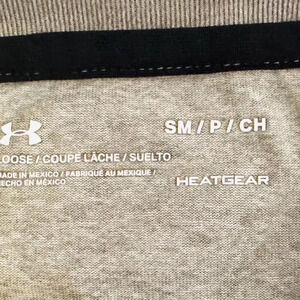 SM / P / CH
LOOSE / COUPE LÂCHE / SUELTO
MADE IN MEXICO / FABRIQUÉ AU MEXIQUE /
HECHO EN MÉXICO
HEATGEAR